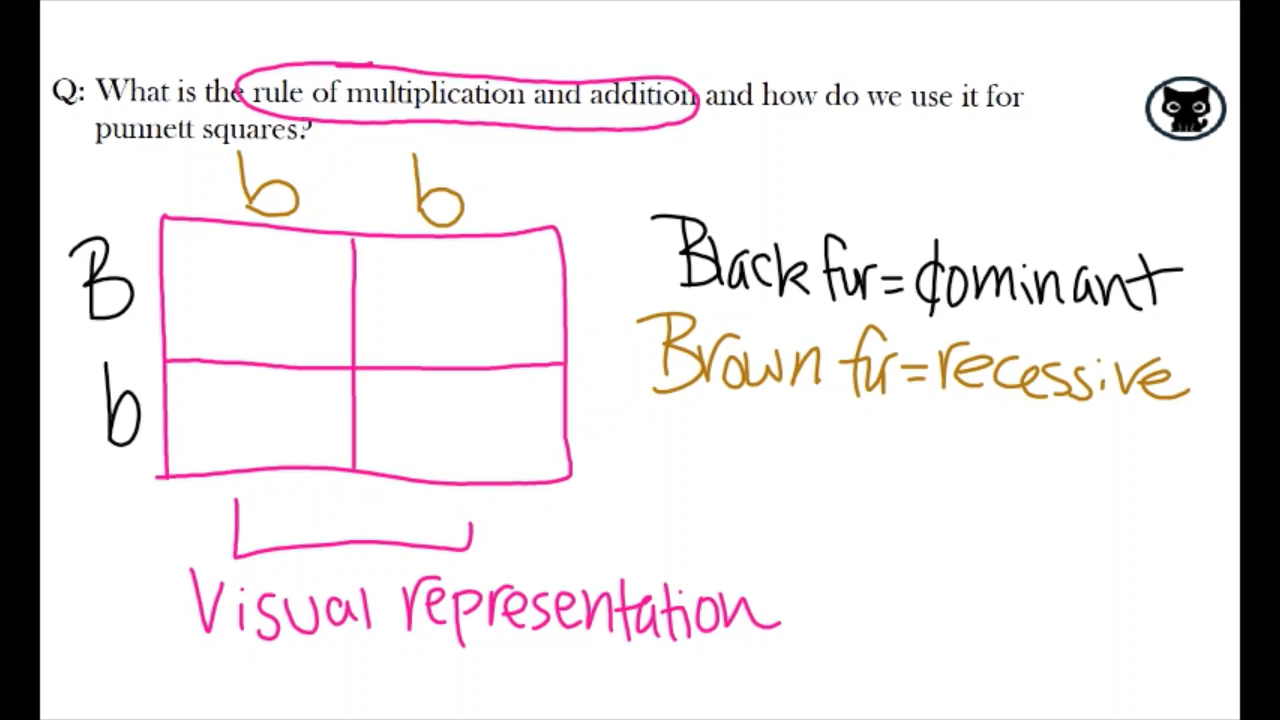 Q: What is the rule of multiplication and addition and how do we use it for
punnett squares?
b b
B
b
Black fur = dominant
Brown fur = recessive
Visual representation